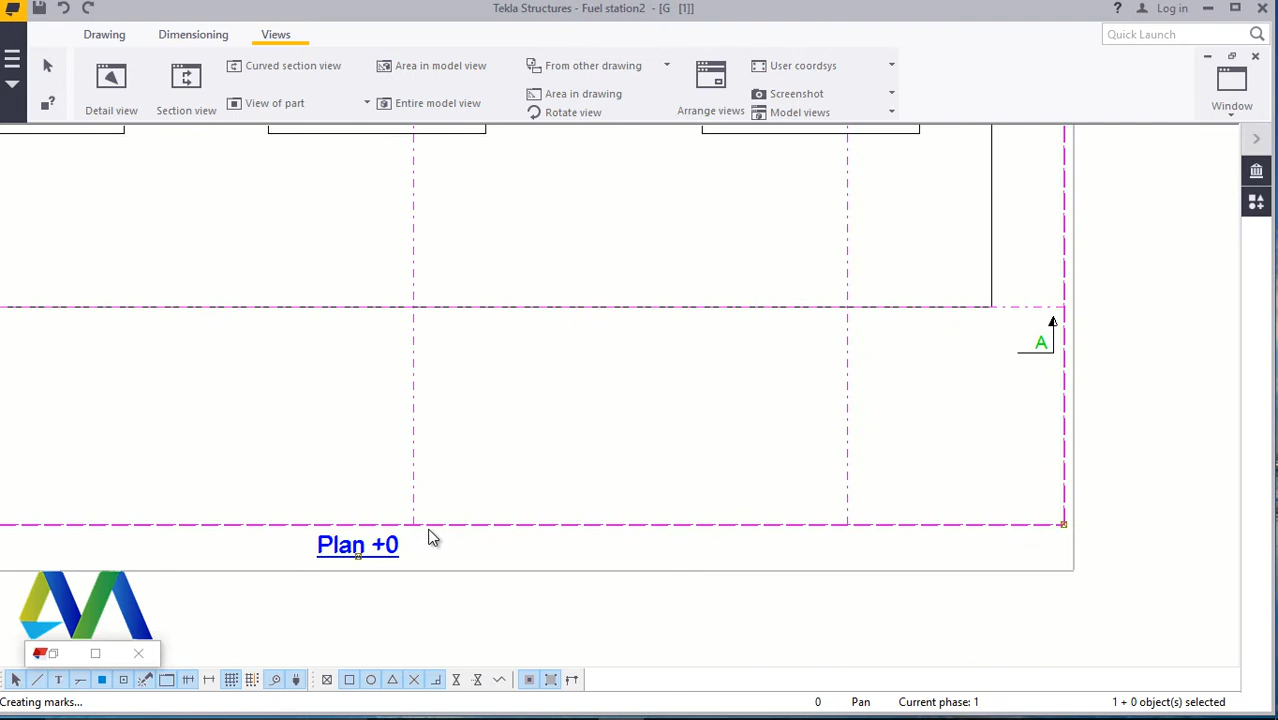 Tekla Structures - Fuel station2 - [G [1]]
? Log in
Drawing Dimensioning Views
Quick Launch
Curved section view Area in model view From other drawing User coordsys
Area in drawing Screenshot
View of part Entire model view
Detail view Section view Rotate view Arrange views Model views Window
A
Plan +0
Creating marks... 0 Pan Current phase: 1 1 + 0 object(s) selected